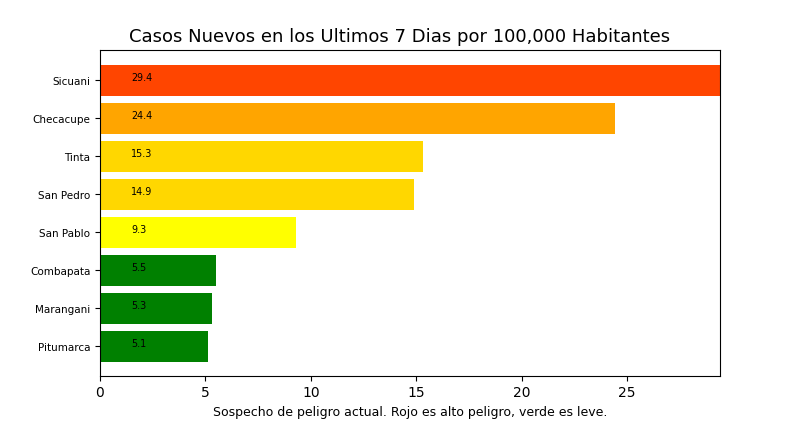 Casos Nuevos en los Ultimos 7 Dias por 100,000 Habitantes
Sicuani 29.4
Checacupe 24.4
Tinta 15.3
San Pedro 14.9
San Pablo 9.3
Combapata 5.5
Marangani 5.3
Pitumarca 5.1
0 5 10 15 20 25
Sospecho de peligro actual. Rojo es alto peligro, verde es leve.